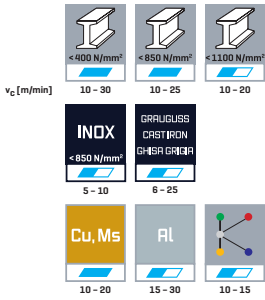 <400 N/mm² <850 N/mm² <1100 N/mm²
vc [m/min] 10 – 30 10 – 25 10 – 20
INOX
<850 N/mm²
GRAUGUSS
CAST IRON
GHISA GRIGIA
5 – 10 6 – 25
Cu, Ms Al
10 – 20 15 – 30 10 – 15